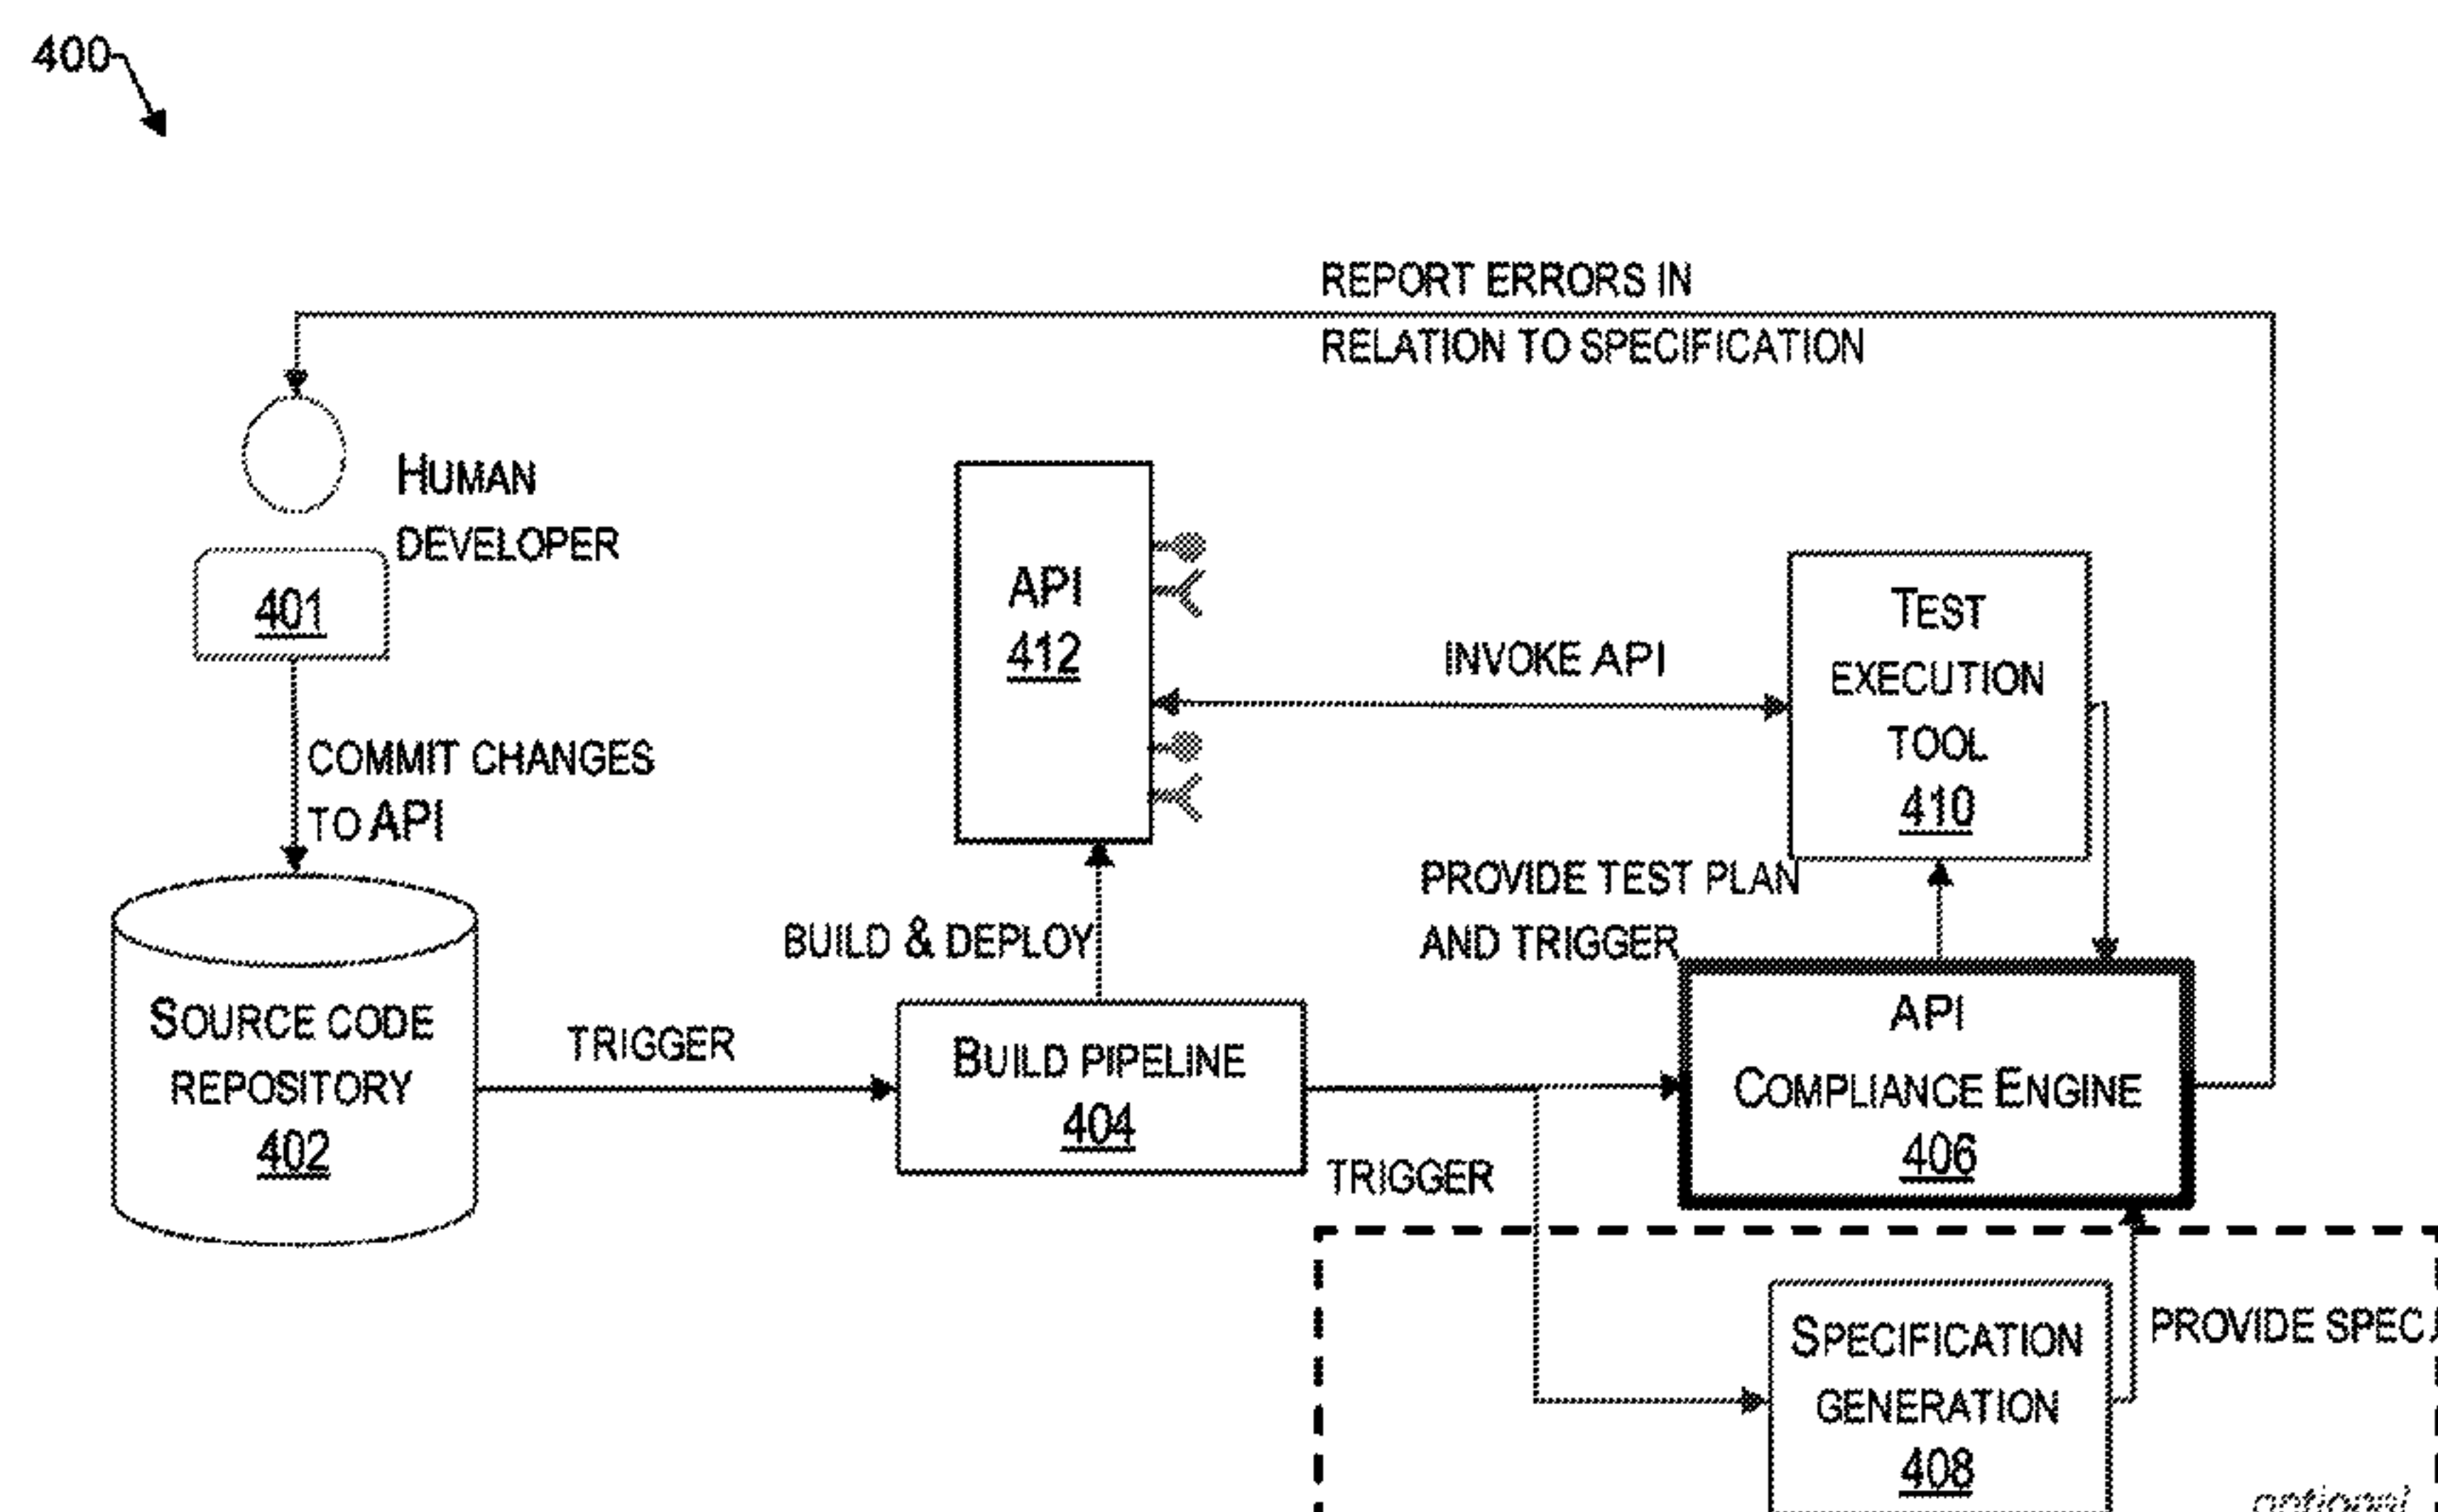 400
REPORT ERRORS IN
RELATION TO SPECIFICATION
HUMAN
DEVELOPER
401
COMMIT CHANGES
TO API
SOURCE CODE
REPOSITORY
402
TRIGGER
BUILD & DEPLOY
BUILD PIPELINE
404
API
412
INVOKE API
TEST
EXECUTION
TOOL
410
PROVIDE TEST PLAN
AND TRIGGER
API
COMPLIANCE ENGINE
406
TRIGGER
SPECIFICATION
GENERATION
408
PROVIDE SPEC.
optional